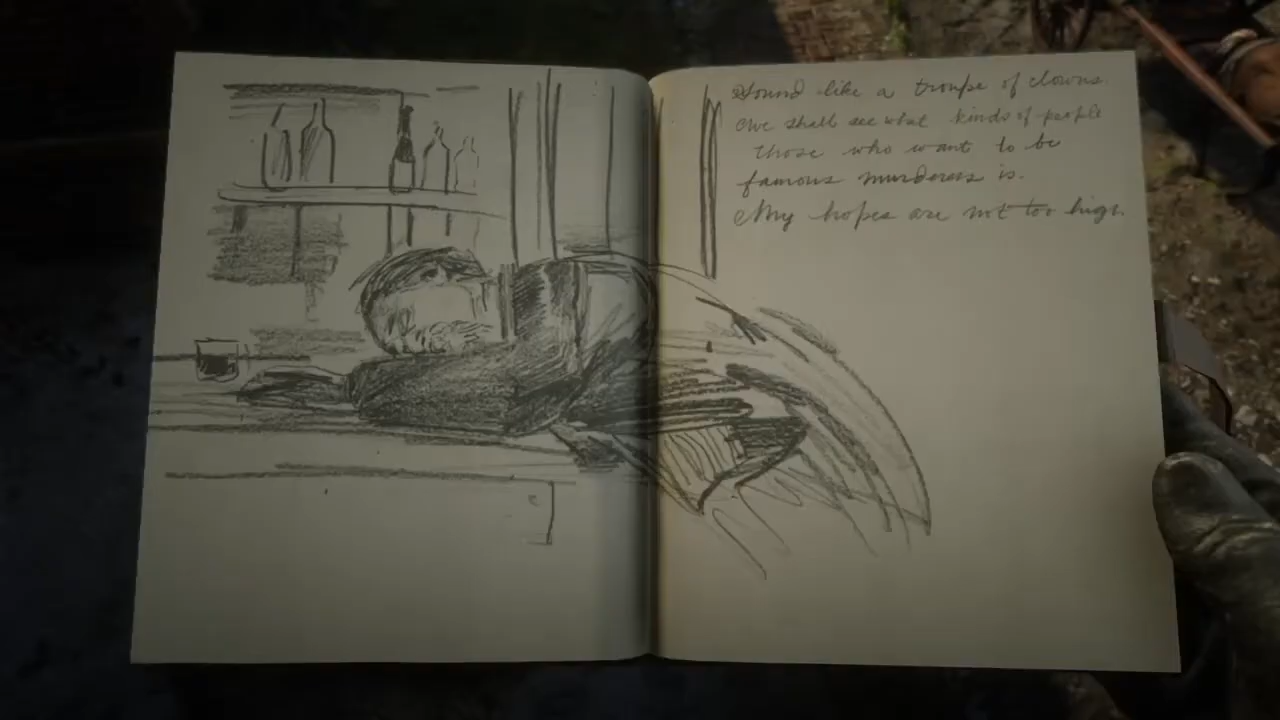 Sound like a troupe of clowns.
We shall see what kinds of people
those who want to be
famous murderers is.
My hopes are not too high.